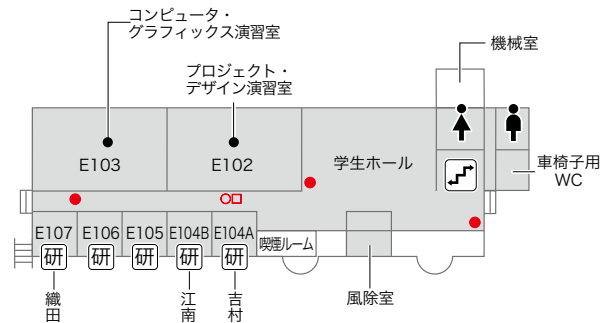 コンピュータ・
グラフィックス演習室
機械室
プロジェクト・
デザイン演習室
E103
E102
学生ホール
車椅子用
WC
E107
E106
E105
E104B
E104A
喫煙ルーム
研
研
研
研
研
織田
江南
吉村
風除室